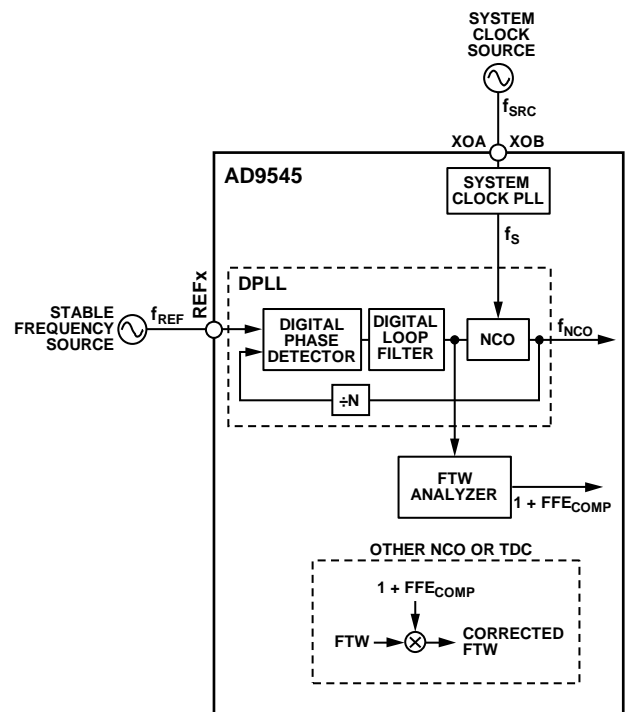 SYSTEM
CLOCK
SOURCE
fSRC
XOA
XOB
AD9545
SYSTEM
CLOCK PLL
fS
REFx
DPLL
STABLE
FREQUENCY
SOURCE
fREF
DIGITAL
PHASE
DETECTOR
DIGITAL
LOOP
FILTER
NCO
fNCO
÷N
FTW
ANALYZER
1 + FFECOMP
OTHER NCO OR TDC
1 + FFECOMP
FTW
CORRECTED
FTW